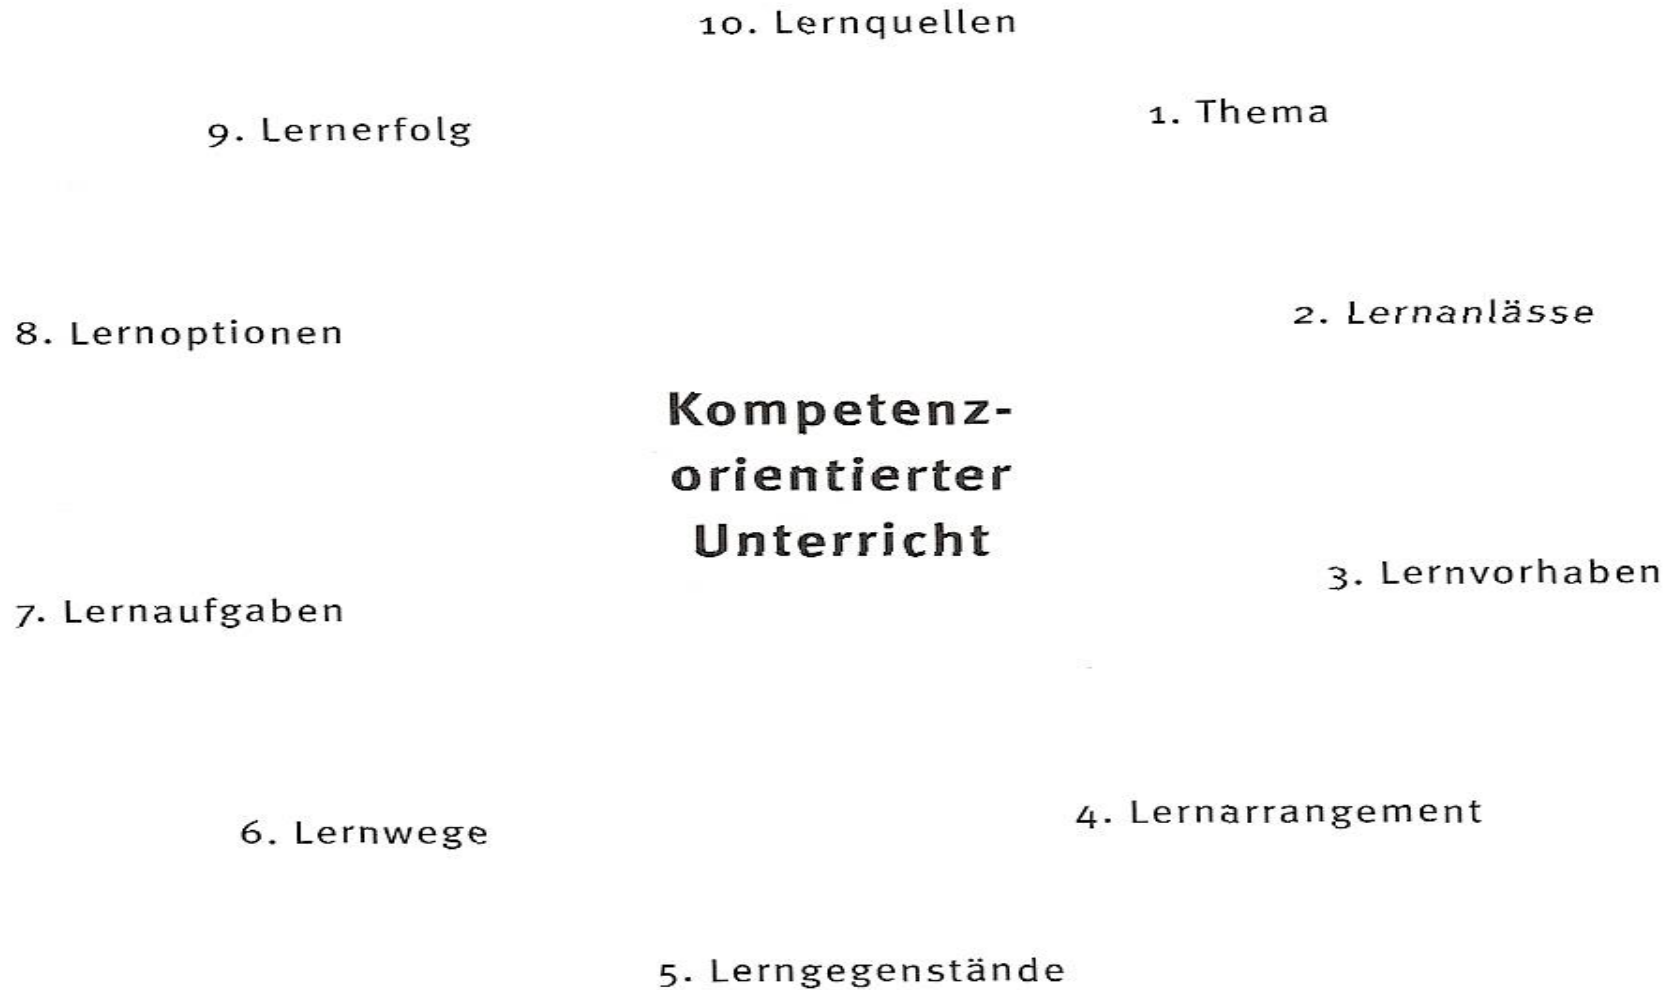 10. Lernquellen
1. Thema
9. Lernerfolg
2. Lernanlässe
8. Lernoptionen
Kompetenz-
orientierter
Unterricht
3. Lernvorhaben
7. Lernaufgaben
4. Lernarrangement
6. Lernwege
5. Lerngegenstände